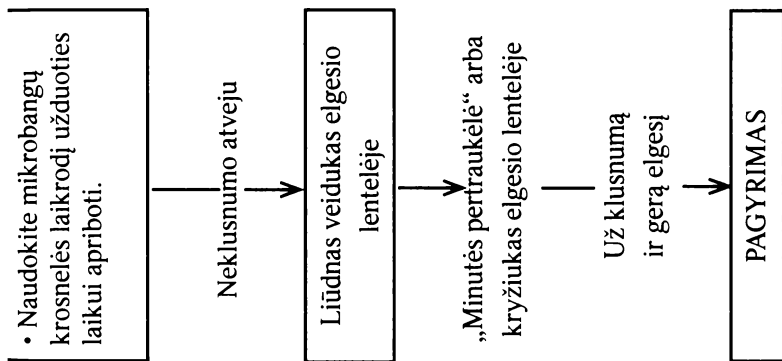 • Naudokite mikrobangų
krosnelės laikrodį užduoties
laikui apriboti.
Neklusnumo atveju
Liūdnas veidukas elgesio
lentelėje
„Minutės pertraukėlė“ arba
kryžiukas elgesio lentelėje
Už klusnumą
ir gerą elgesį
PAGYRIMAS